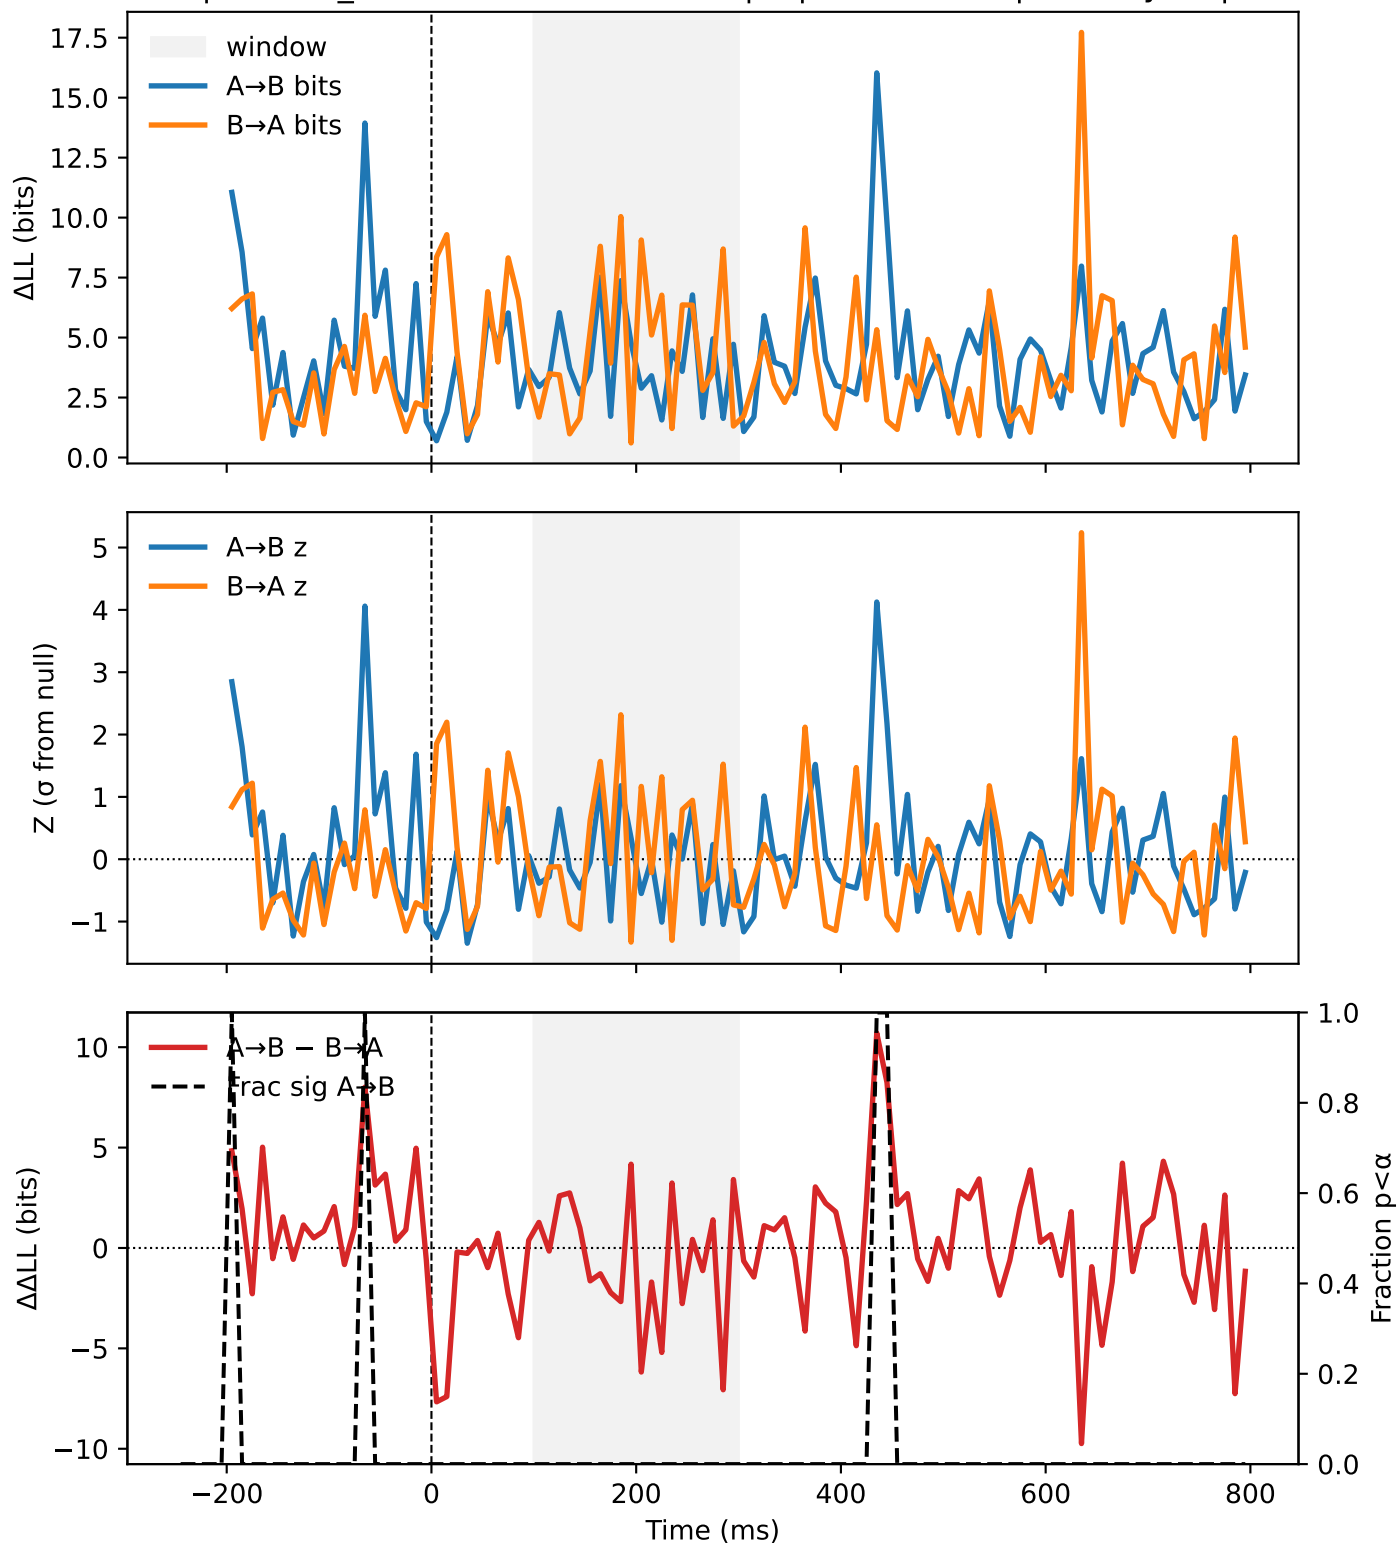 window
A→B bits
B→A bits
17.5
15.0
12.5
10.0
7.5
5.0
2.5
0.0
ΔLL (bits)
A→B z
B→A z
5
4
3
2
1
0
−1
Z (σ from null)
A→B − B→A
Frac sig A→B
10
5
0
−5
−10
ΔΔLL (bits)
1.0
0.8
0.6
0.4
0.2
0.0
Fraction p<α
−200
0
200
400
600
800
Time (ms)